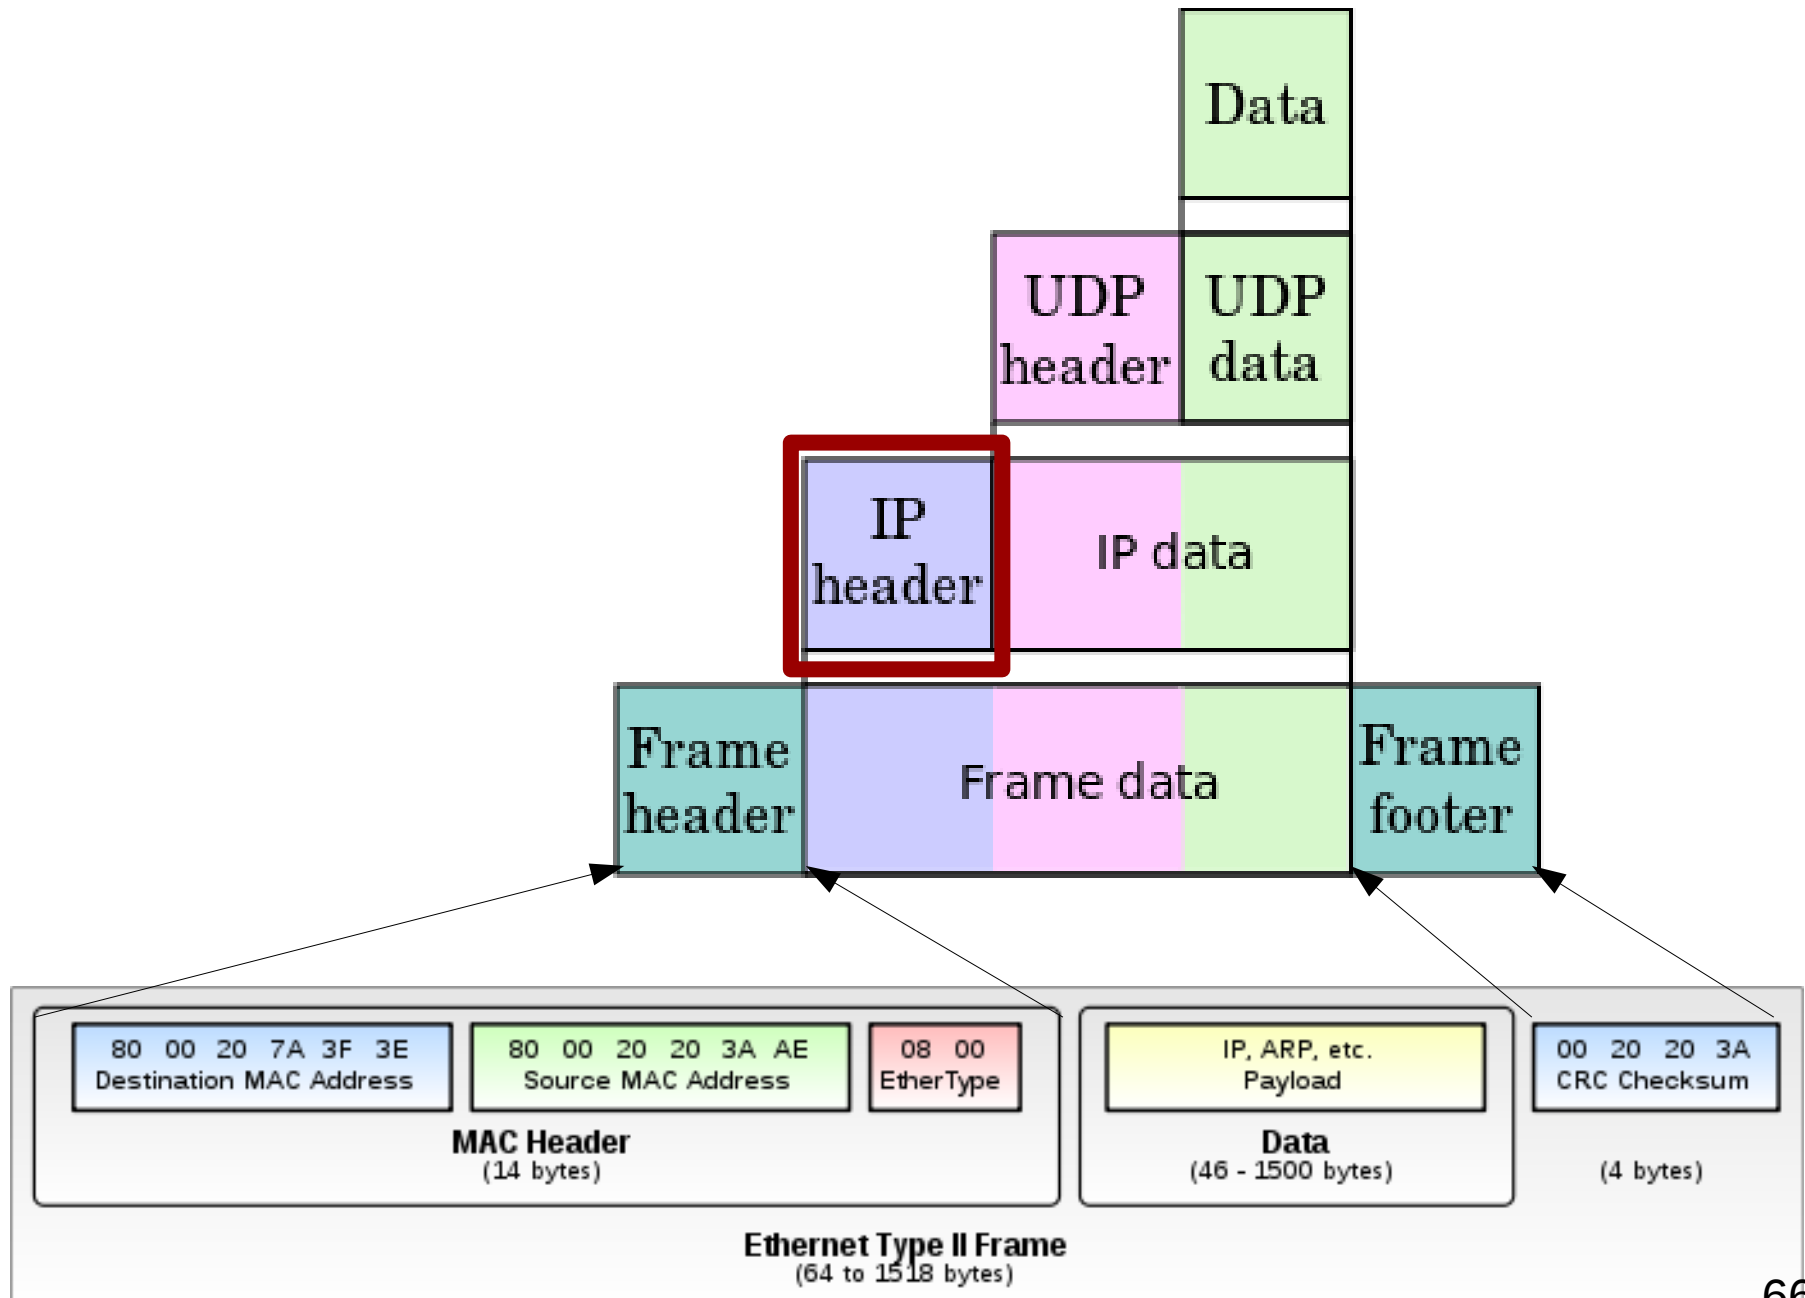 Data
UDP
header
UDP
data
IP
header
IP data
Frame
header
Frame data
Frame
footer
80 00 20 7A 3F 3E
Destination MAC Address
80 00 20 20 3A AE
Source MAC Address
08 00
EtherType
IP, ARP, etc.
Payload
00 20 20 3A
CRC Checksum
MAC Header
(14 bytes)
Data
(46 - 1500 bytes)
(4 bytes)
Ethernet Type II Frame
(64 to 1518 bytes)
66